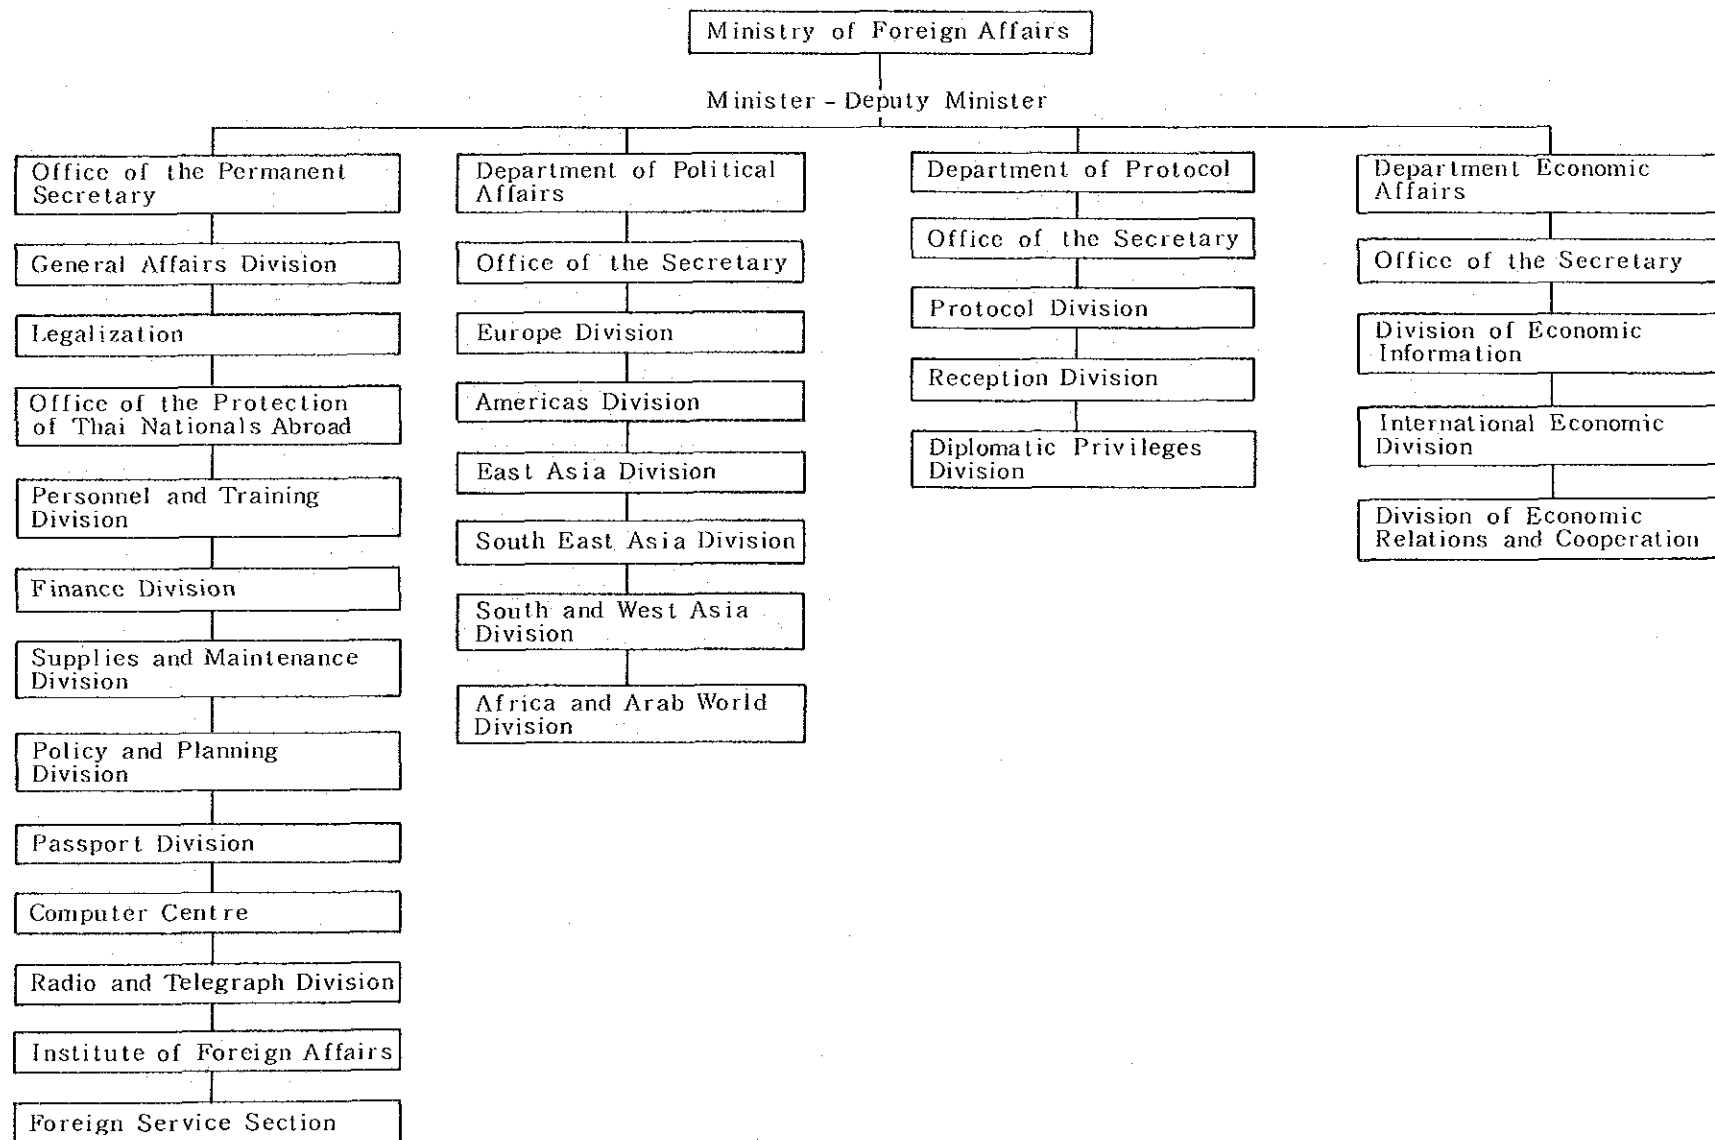 Ministry of Foreign Affairs
Minister - Deputy Minister
Office of the Permanent
Secretary
General Affairs Division
Legalization
Office of the Protection
of Thai Nationals Abroad
Personnel and Training
Division
Finance Division
Supplies and Maintenance
Division
Policy and Planning
Division
Passport Division
Computer Centre
Radio and Telegraph Division
Institute of Foreign Affairs
Foreign Service Section
Department of Political
Affairs
Office of the Secretary
Europe Division
Americas Division
East Asia Division
South East Asia Division
South and West Asia
Division
Africa and Arab World
Division
Department of Protocol
Office of the Secretary
Protocol Division
Reception Division
Diplomatic Privileges
Division
Department Economic
Affairs
Office of the Secretary
Division of Economic
Information
International Economic
Division
Division of Economic
Relations and Cooperation